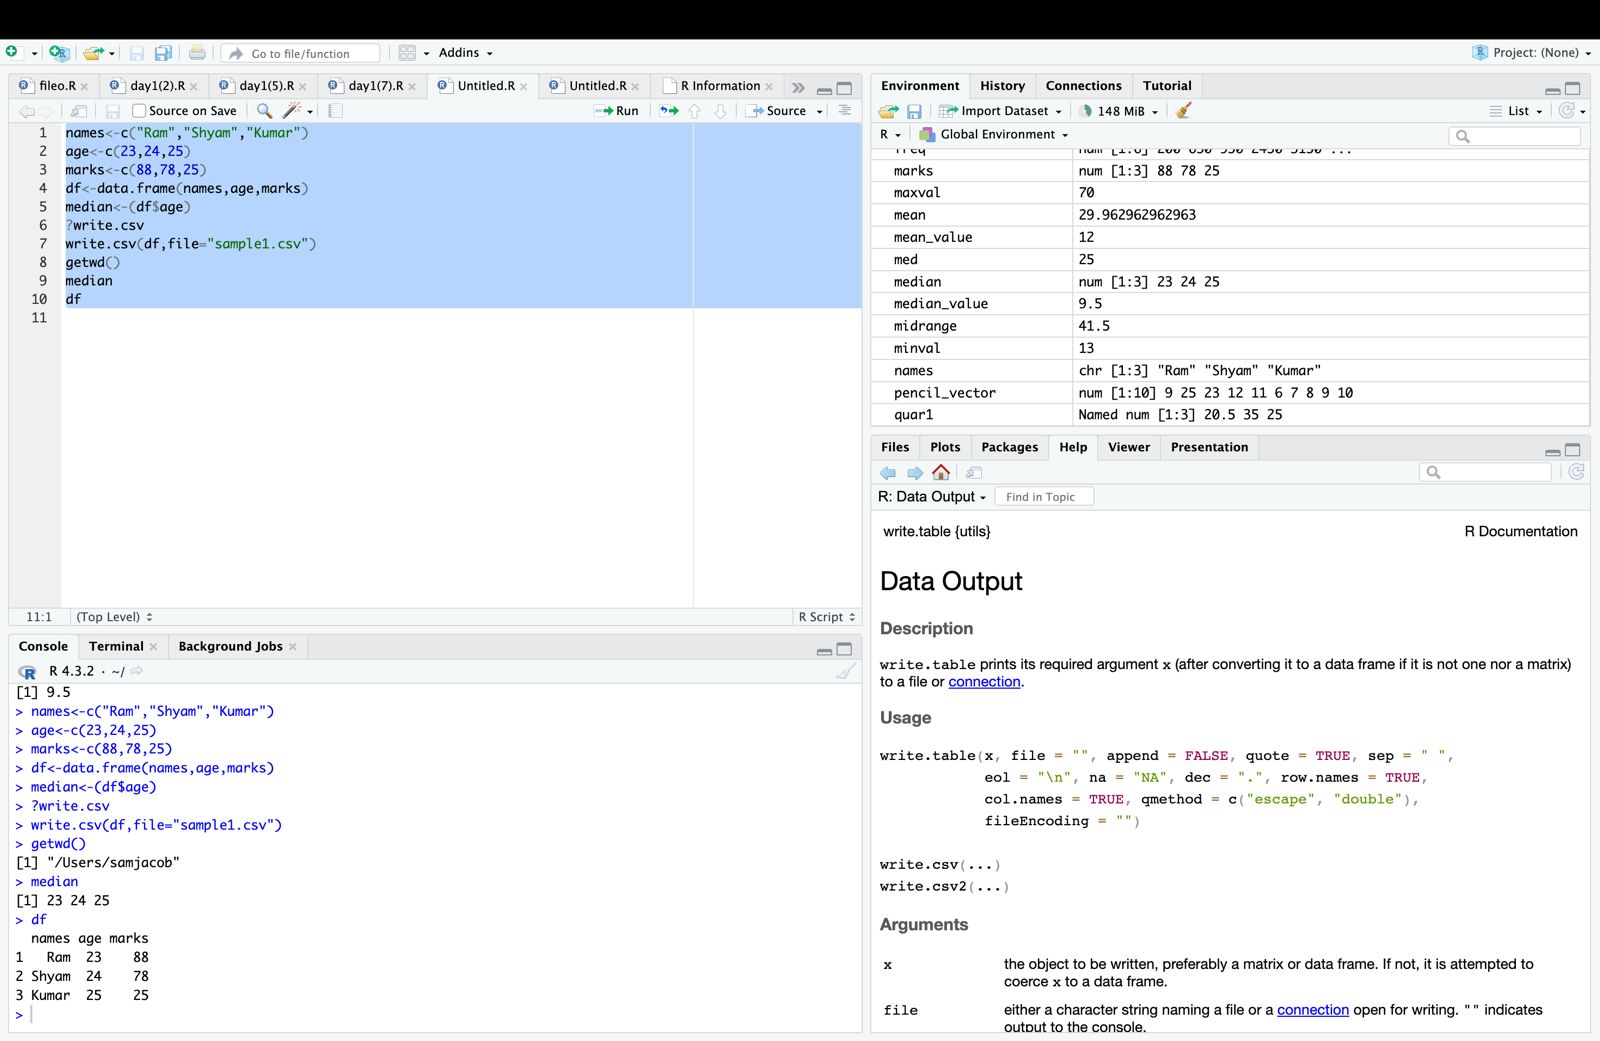 Go to file/function
Addins
Project: (None)
fileo.R
day1(2).R
day1(5).R
day1(7).R
Untitled.R
Untitled.R
R Information
Source on Save
Run
Source
1 names<-c("Ram","Shyam","Kumar")
2 age<-c(23,24,25)
3 marks<-c(88,78,25)
4 df<-data.frame(names,age,marks)
5 median<-(df$age)
6 ?write.csv
7 write.csv(df,file="sample1.csv")
8 getwd()
9 median
10 df
11
11:1 (Top Level) R Script
Console Terminal Background Jobs
R 4.3.2 · ~/
[1] 9.5
> names<-c("Ram","Shyam","Kumar")
> age<-c(23,24,25)
> marks<-c(88,78,25)
> df<-data.frame(names,age,marks)
> median<-(df$age)
> ?write.csv
> write.csv(df,file="sample1.csv")
> getwd()
[1] "/Users/samjacob"
> median
[1] 23 24 25
> df
names age marks
1 Ram 23 88
2 Shyam 24 78
3 Kumar 25 25
>
Environment History Connections Tutorial
Import Dataset 148 MiB List
R Global Environment
marks num [1:3] 88 78 25
maxval 70
mean 29.962962962963
mean_value 12
med 25
median num [1:3] 23 24 25
median_value 9.5
midrange 41.5
minval 13
names chr [1:3] "Ram" "Shyam" "Kumar"
pencil_vector num [1:10] 9 25 23 12 11 6 7 8 9 10
quar1 Named num [1:3] 20.5 35 25
Files Plots Packages Help Viewer Presentation
R: Data Output Find in Topic
write.table {utils} R Documentation
Data Output
Description
write.table prints its required argument x (after converting it to a data frame if it is not one nor a matrix)
to a file or connection.
Usage
write.table(x, file = "", append = FALSE, quote = TRUE, sep = " ",
eol = "\n", na = "NA", dec = ".", row.names = TRUE,
col.names = TRUE, qmethod = c("escape", "double"),
fileEncoding = "")
write.csv(...)
write.csv2(...)
Arguments
x the object to be written, preferably a matrix or data frame. If not, it is attempted to
coerce x to a data frame.
file either a character string naming a file or a connection open for writing. "" indicates
output to the console.